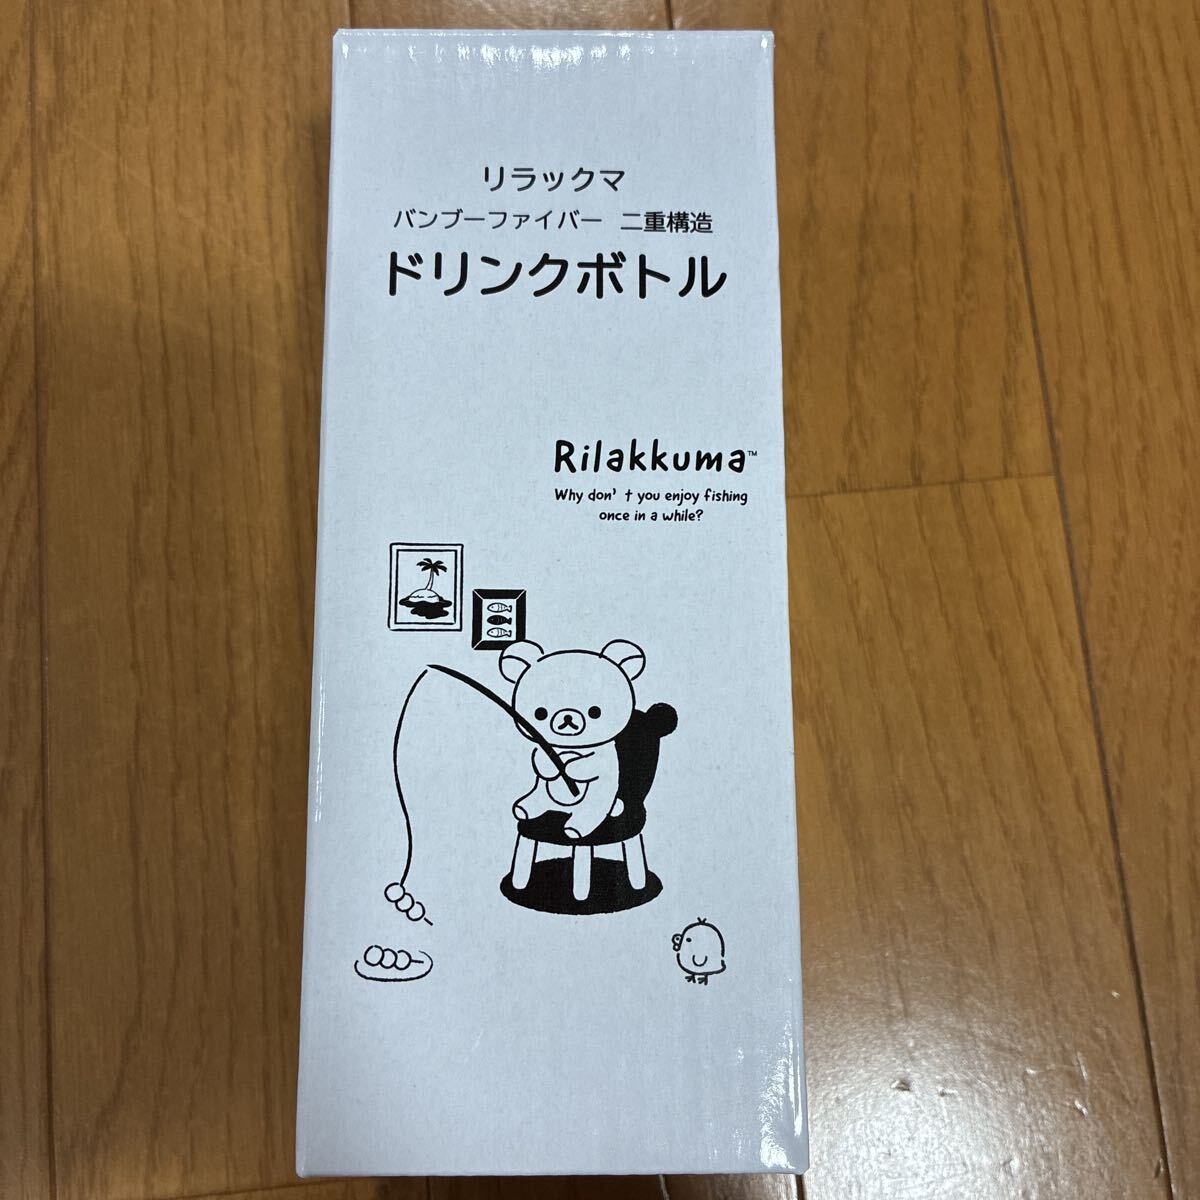 リラックマ
バンブーファイバー 二重構造
ドリンクボトル
Rilakkuma™
Why don't you enjoy fishing
once in a while?